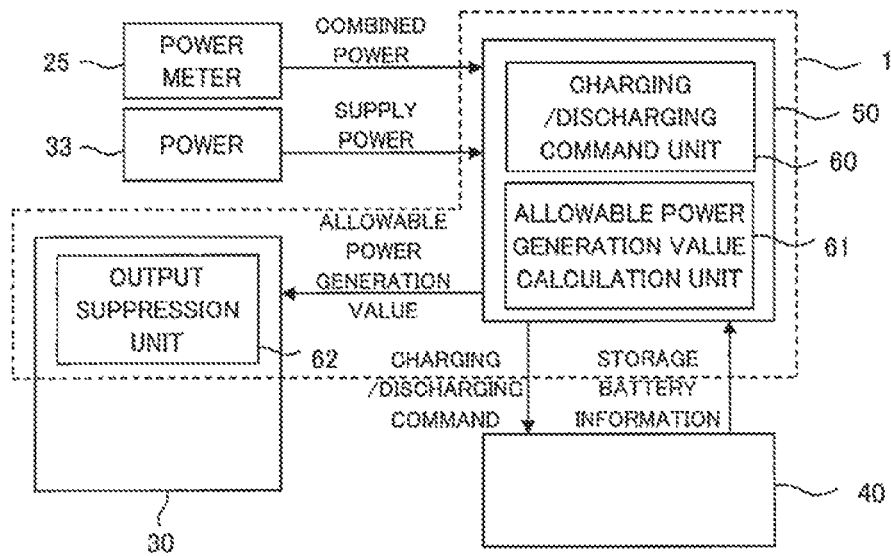 25
POWER
METER
COMBINED
POWER
1
33
POWER
SUPPLY
POWER
CHARGING
/DISCHARGING
COMMAND UNIT
50
60
ALLOWABLE POWER
GENERATION VALUE
CALCULATION UNIT
61
ALLOWABLE
POWER
GENERATION
VALUE
OUTPUT
SUPPRESSION
UNIT
62
CHARGING
/DISCHARGING
COMMAND
STORAGE
BATTERY
INFORMATION
30
40